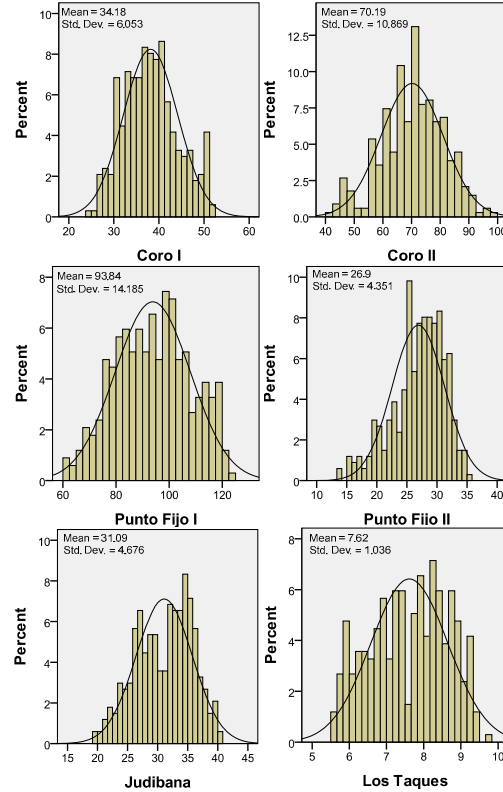 Mean = 34.18
Std. Dev. = 6.053
Percent
10
8
6
4
2
0
20 30 40 50 60
Coro I
Mean = 70.19
Std. Dev. = 10.869
Percent
12.5
10.0
7.5
5.0
2.5
0.0
40 50 60 70 80 90 100
Coro II
Mean = 93.84
Std. Dev. = 14.185
Percent
8
6
4
2
0
60 80 100 120
Punto Fijo I
Mean = 26.9
Std. Dev. = 4.351
Percent
10
8
6
4
2
0
10 15 20 25 30 35 40
Punto Fijo II
Mean = 31.09
Std. Dev. = 4.676
Percent
10
8
6
4
2
0
15 20 25 30 35 40 45
Judibana
Mean = 7.62
Std. Dev. = 1.036
Percent
8
6
4
2
0
5 6 7 8 9 10
Los Taques